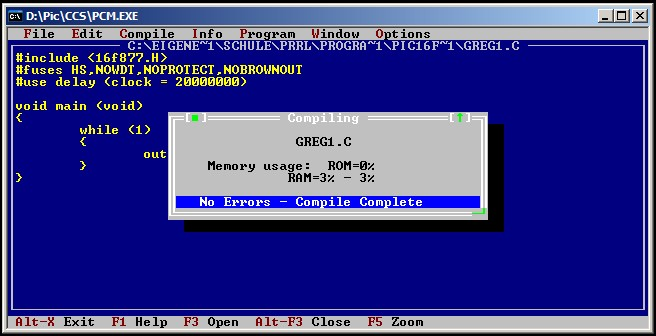 D:\Pic\CCS\PCM.EXE
File Edit Compile Info Program Window Options
C:\EIGENE~1\SCHULE\PRRL\PROGRA~1\PIC16F~1\GREG1.C
#include <16f877.H>
#fuses HS,NOWDT,NOPROTECT,NOBROWNOUT
#use delay (clock = 20000000)
void main (void)
{
while (1)
{
out
}
}
Compiling
GREG1.C
Memory usage: ROM=0%
RAM=3% - 3%
No Errors - Compile Complete
Alt-X Exit F1 Help F3 Open Alt-F3 Close F5 Zoom